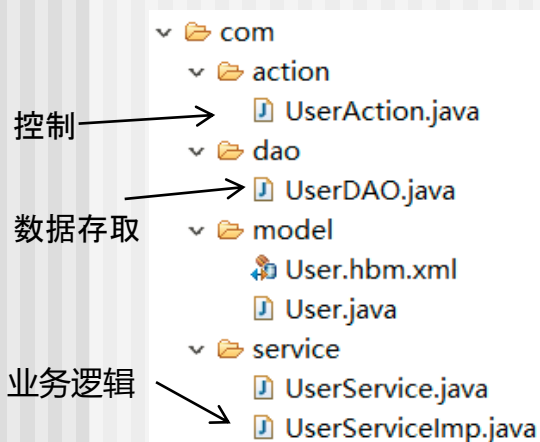 com
action
控制
UserAction.java
dao
UserDAO.java
数据存取
model
User.hbm.xml
User.java
service
业务逻辑
UserService.java
UserServiceImp.java